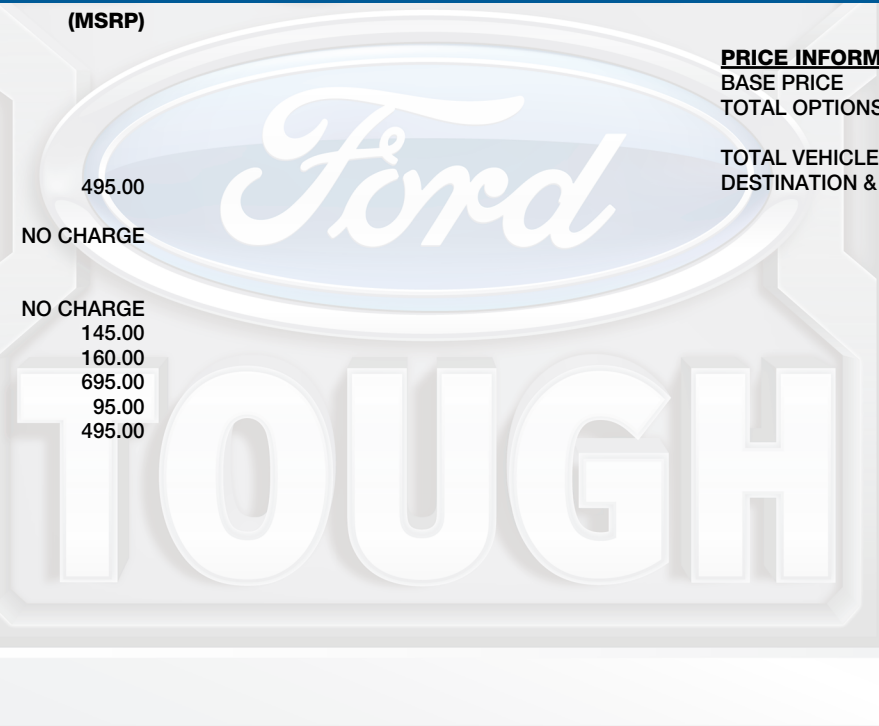 (MSRP)
495.00
NO CHARGE
NO CHARGE
145.00
160.00
695.00
95.00
495.00
PRICE INFORM
BASE PRICE
TOTAL OPTIONS
TOTAL VEHICLE
DESTINATION &
Ford
TOUGH